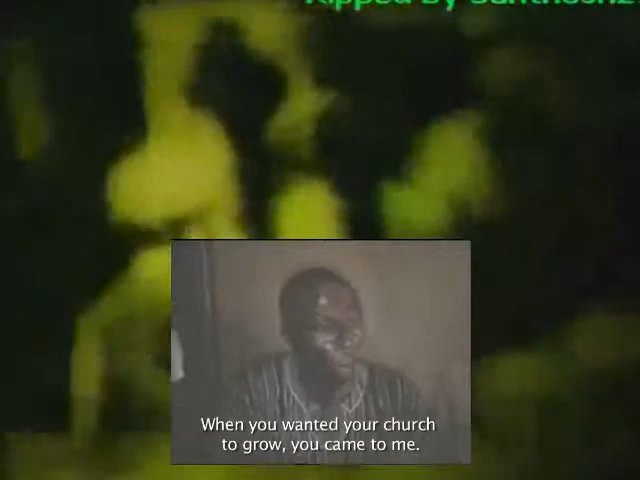 Ripped by
When you wanted your church
to grow, you came to me.